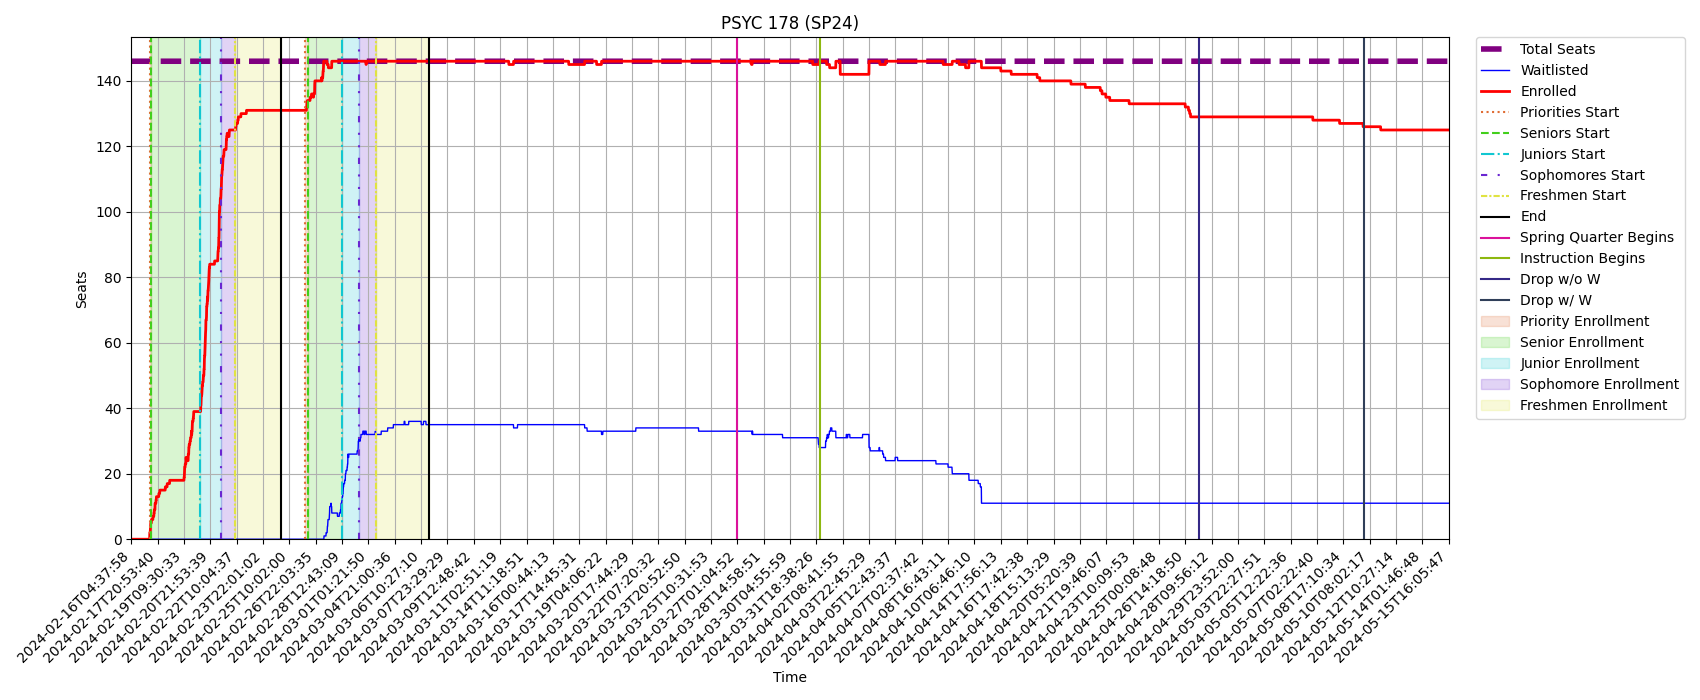 PSYC 178 (SP24)
Seats
140
120
100
80
60
40
20
0
2024-02-16T04:37:58
2024-02-17T20:53:40
2024-02-19T09:30:33
2024-02-20T21:53:39
2024-02-22T10:04:37
2024-02-23T22:01:02
2024-02-25T10:02:00
2024-02-26T22:03:35
2024-02-28T12:43:09
2024-03-01T01:21:50
2024-03-04T21:00:36
2024-03-06T10:27:10
2024-03-07T23:29:29
2024-03-09T12:48:42
2024-03-11T02:51:19
2024-03-14T11:18:51
2024-03-16T00:44:13
2024-03-17T14:45:31
2024-03-19T04:06:22
2024-03-20T17:44:29
2024-03-22T07:20:32
2024-03-23T20:52:50
2024-03-25T10:31:53
2024-03-27T01:04:52
2024-03-28T14:58:51
2024-03-30T04:55:59
2024-03-31T18:38:26
2024-04-02T08:41:55
2024-04-03T22:45:29
2024-04-05T12:43:37
2024-04-07T02:37:42
2024-04-08T16:43:11
2024-04-10T06:46:10
2024-04-14T17:56:13
2024-04-16T17:42:38
2024-04-18T15:13:29
2024-04-20T05:20:39
2024-04-21T19:46:07
2024-04-23T10:09:53
2024-04-25T00:08:48
2024-04-26T14:18:50
2024-04-28T09:56:12
2024-04-29T23:52:00
2024-05-03T22:27:51
2024-05-05T12:22:36
2024-05-07T02:22:40
2024-05-08T17:10:34
2024-05-10T08:02:17
2024-05-12T10:27:14
2024-05-14T01:46:48
2024-05-15T16:05:47
Time
Total Seats
Waitlisted
Enrolled
Priorities Start
Seniors Start
Juniors Start
Sophomores Start
Freshmen Start
End
Spring Quarter Begins
Instruction Begins
Drop w/o W
Drop w/ W
Priority Enrollment
Senior Enrollment
Junior Enrollment
Sophomore Enrollment
Freshmen Enrollment